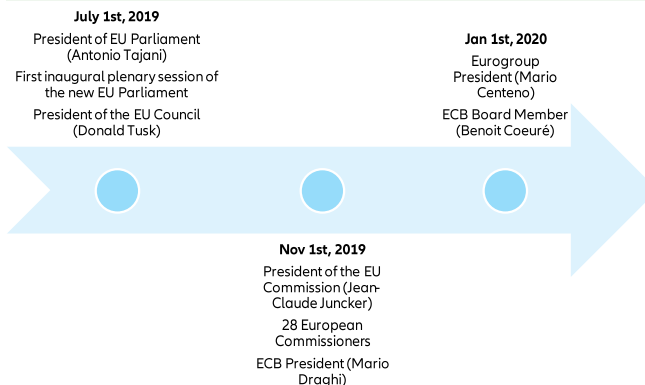 July 1st, 2019
President of EU Parliament
(Antonio Tajani)
First inaugural plenary session of
the new EU Parliament
President of the EU Council
(Donald Tusk)
Nov 1st, 2019
President of the EU
Commission (Jean-
Claude Juncker)
28 European
Commissioners
ECB President (Mario
Draghi)
Jan 1st, 2020
Eurogroup
President (Mario
Centeno)
ECB Board Member
(Benoit Coeuré)